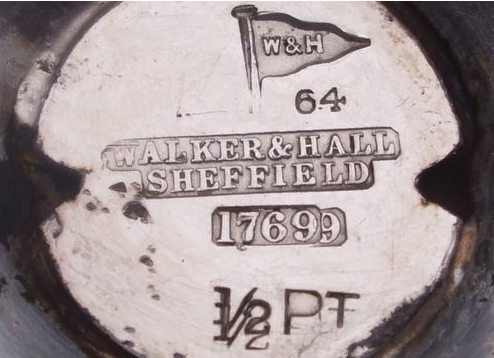 W&H
64
WALKER&HALL
SHEFFIELD
17699
1/2 PT